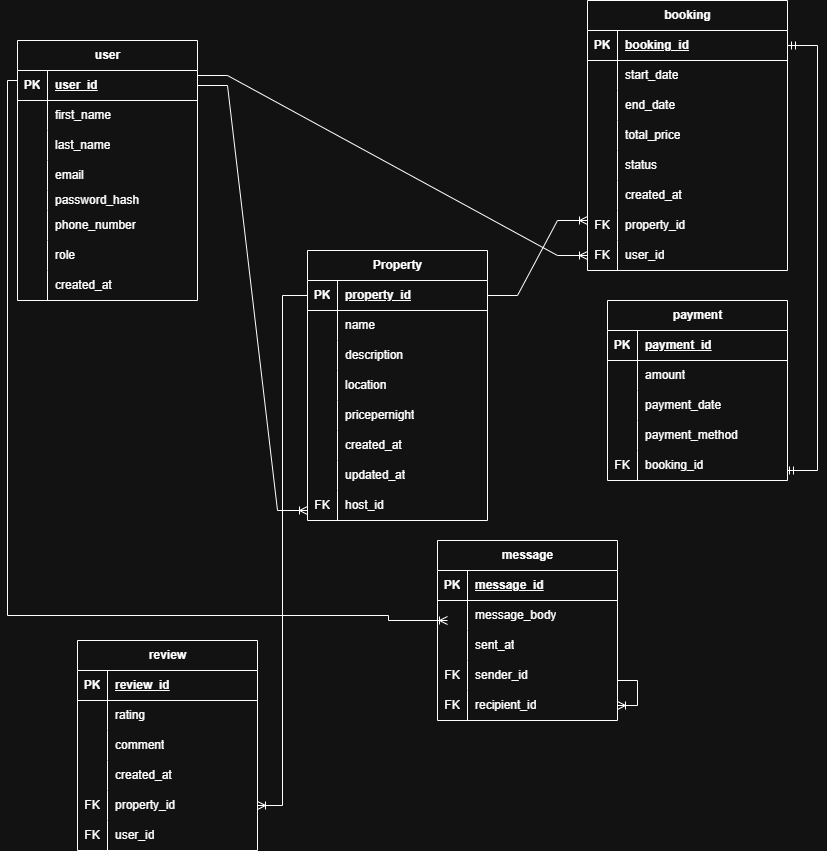 user
PK user_id
first_name
last_name
email
password_hash
phone_number
role
created_at
booking
PK booking_id
start_date
end_date
total_price
status
created_at
FK property_id
FK user_id
Property
PK property_id
name
description
location
pricepernight
created_at
updated_at
FK host_id
payment
PK payment_id
amount
payment_date
payment_method
FK booking_id
message
PK message_id
message_body
sent_at
FK sender_id
FK recipient_id
review
PK review_id
rating
comment
created_at
FK property_id
FK user_id